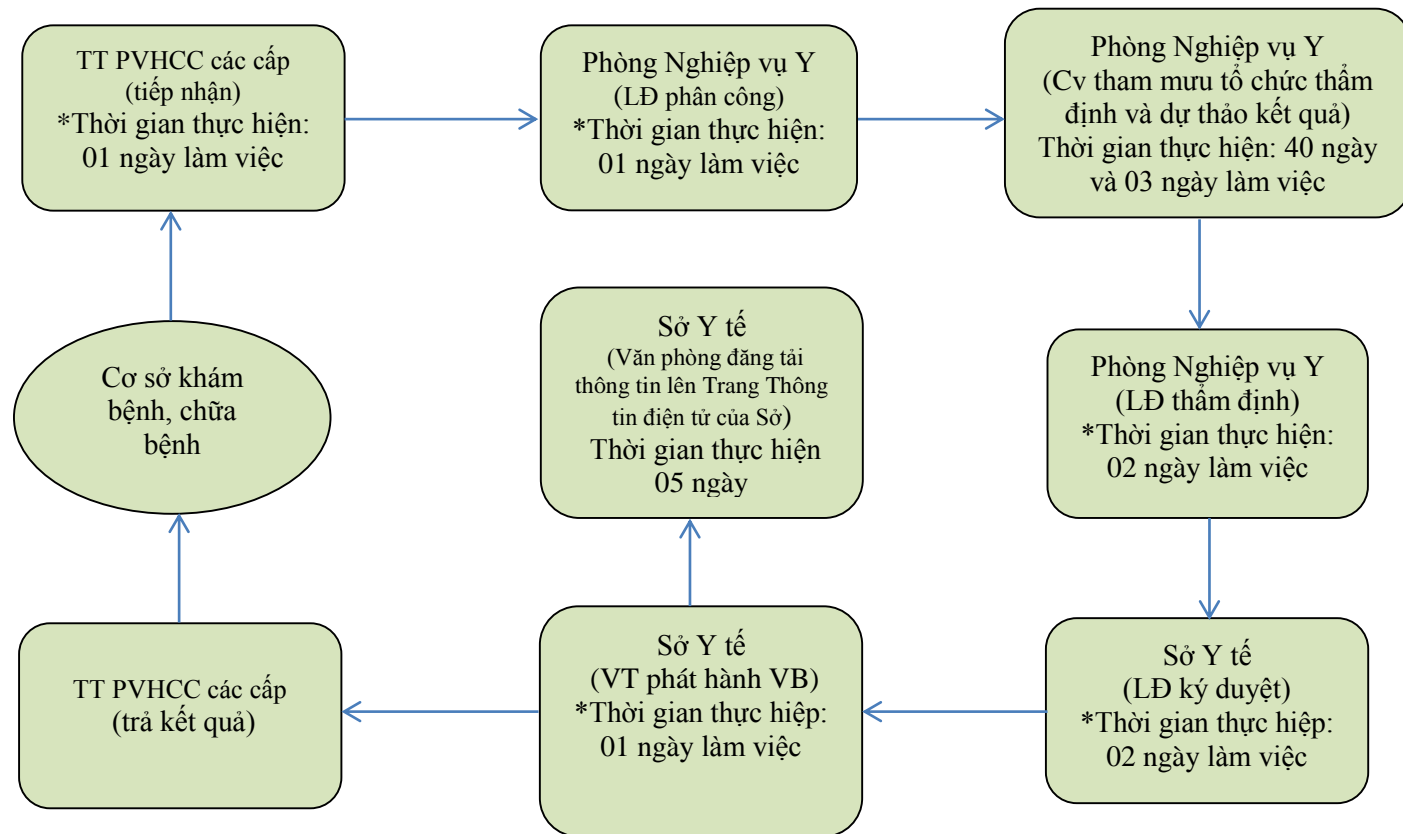 TT PVHCC các cấp
(tiếp nhận)
*Thời gian thực hiện:
01 ngày làm việc
Phòng Nghiệp vụ Y
(LĐ phân công)
*Thời gian thực hiện:
01 ngày làm việc
Phòng Nghiệp vụ Y
(Cv tham mưu tổ chức thẩm
định và dự thảo kết quả)
Thời gian thực hiện: 40 ngày
và 03 ngày làm việc
Cơ sở khám
bệnh, chữa
bệnh
Sở Y tế
(Văn phòng đăng tải
thông tin lên Trang Thông
tin điện tử của Sở)
Thời gian thực hiện
05 ngày
Phòng Nghiệp vụ Y
(LĐ thẩm định)
*Thời gian thực hiện:
02 ngày làm việc
TT PVHCC các cấp
(trả kết quả)
Sở Y tế
(VT phát hành VB)
*Thời gian thực hiệp:
01 ngày làm việc
Sở Y tế
(LĐ ký duyệt)
*Thời gian thực hiệp:
02 ngày làm việc